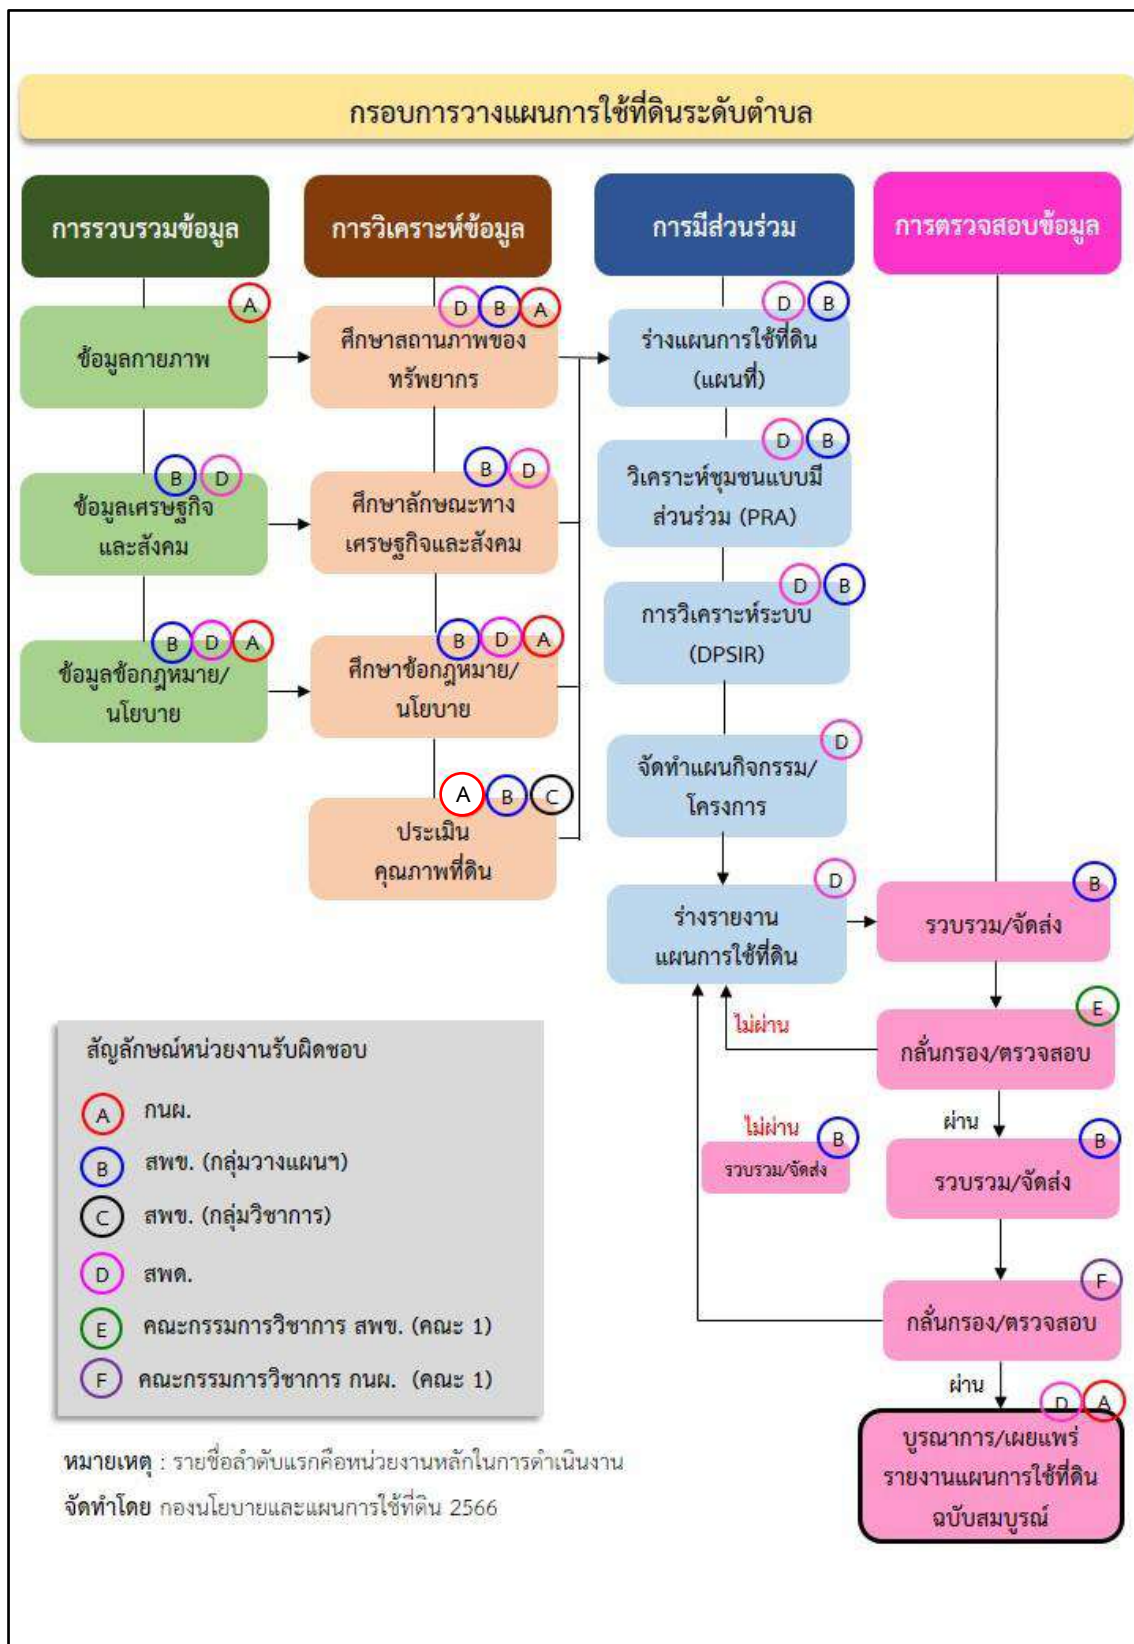 กรอบการวางแผนการใช้ที่ดินระดับตำบล
การรวบรวมข้อมูล
การวิเคราะห์ข้อมูล
การมีส่วนร่วม
การตรวจสอบข้อมูล
A
ข้อมูลกายภาพ
B D
ข้อมูลเศรษฐกิจ
และสังคม
B D A
ข้อมูลข้อกฎหมาย/
นโยบาย
D B A
ศึกษาสถานภาพของ
ทรัพยากร
B D
ศึกษาลักษณะทาง
เศรษฐกิจและสังคม
B D A
ศึกษาข้อกฎหมาย/
นโยบาย
A B C
ประเมิน
คุณภาพที่ดิน
D B
ร่างแผนการใช้ที่ดิน
(แผนที่)
D B
วิเคราะห์ชุมชนแบบมี
ส่วนร่วม (PRA)
D B
การวิเคราะห์ระบบ
(DPSIR)
D
จัดทำแผนกิจกรรม/
โครงการ
D
ร่างรายงาน
แผนการใช้ที่ดิน
B
รวบรวม/จัดส่ง
E
กลั่นกรอง/ตรวจสอบ
ไม่ผ่าน
ผ่าน
B
รวบรวม/จัดส่ง
ไม่ผ่าน
B
รวบรวม/จัดส่ง
F
กลั่นกรอง/ตรวจสอบ
ผ่าน
D A
บูรณาการ/เผยแพร่
รายงานแผนการใช้ที่ดิน
ฉบับสมบูรณ์
สัญลักษณ์หน่วยงานรับผิดชอบ
A กนผ.
B สพข. (กลุ่มวางแผนฯ)
C สพข. (กลุ่มวิชาการ)
D สพด.
E คณะกรรมการวิชาการ สพข. (คณะ 1)
F คณะกรรมการวิชาการ กนผ. (คณะ 1)
หมายเหตุ : รายชื่อลำดับแรกคือหน่วยงานหลักในการดำเนินงาน
จัดทำโดย กองนโยบายและแผนการใช้ที่ดิน 2566